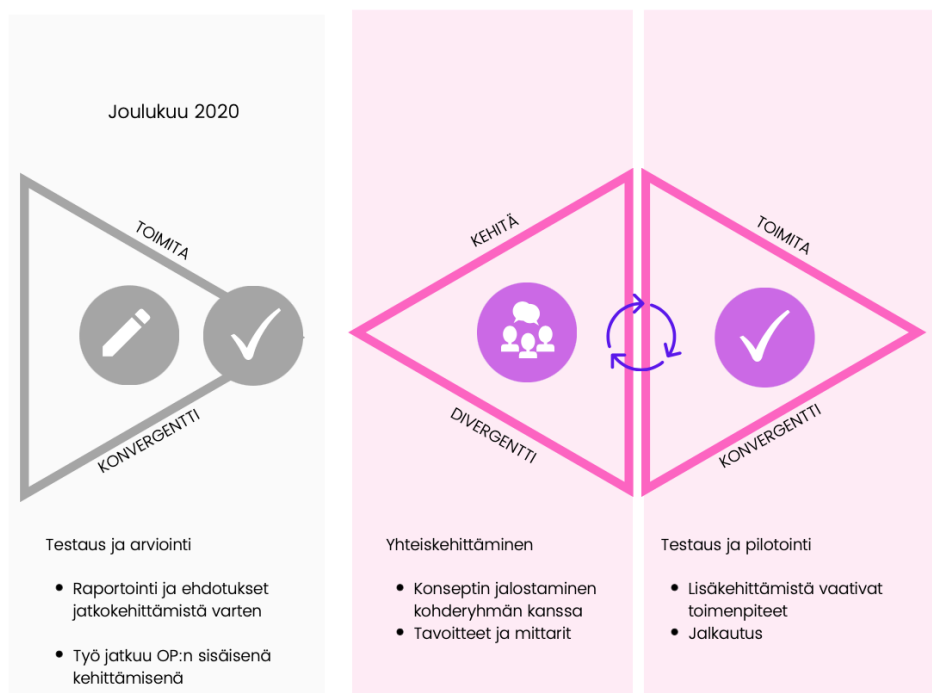 Joulukuu 2020
TOIMITA
KONVERGENTTI
Testaus ja arviointi
Raportointi ja ehdotukset
jatkokehittämistä varten
Työ jatkuu OP:n sisäisenä
kehittämisenä
KEHITÄ
DIVERGENTTI
Yhteiskehittäminen
Konseptin jalostaminen
kohderyhmän kanssa
Tavoitteet ja mittarit
TOIMITA
KONVERGENTTI
Testaus ja pilotointi
Lisäkehittämistä vaativat
toimenpiteet
Jalkautus